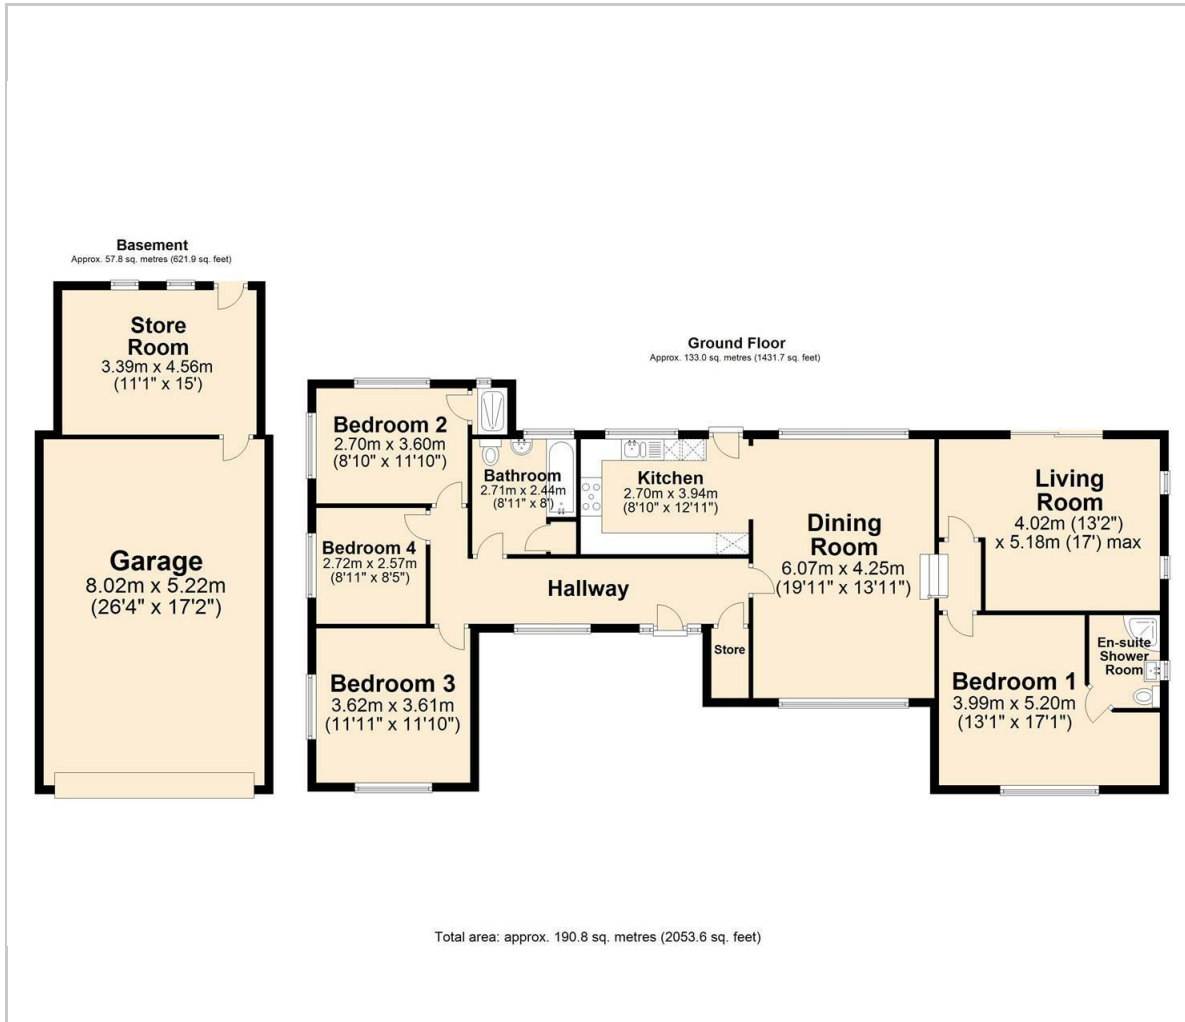 Basement
Approx. 57.8 sq. metres (621.9 sq. feet)
Store
Room
3.39m x 4.56m
(11'1" x 15')
Garage
8.02m x 5.22m
(26'4" x 17'2")
Ground Floor
Approx. 133.0 sq. metres (1431.7 sq. feet)
Bedroom 2
2.70m x 3.60m
(8'10" x 11'10")
Bathroom
2.71m x 2.44m
(8'11" x 8')
Kitchen
2.70m x 3.94m
(8'10" x 12'11")
Living
Room
4.02m (13'2")
x 5.18m (17') max
Dining
Room
6.07m x 4.25m
(19'11" x 13'11")
Bedroom 4
2.72m x 2.57m
(8'11" x 8'5")
Hallway
Store
En-suite
Shower
Room
Bedroom 3
3.62m x 3.61m
(11'11" x 11'10")
Bedroom 1
3.99m x 5.20m
(13'1" x 17'1")
Total area: approx. 190.8 sq. metres (2053.6 sq. feet)